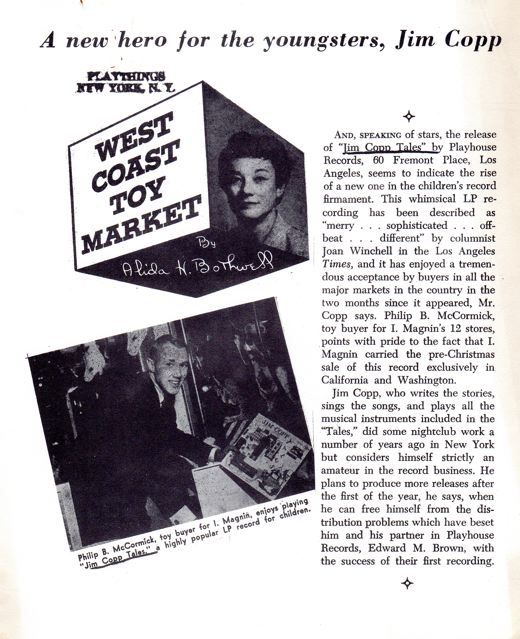 A new hero for the youngsters, Jim Copp
PLAYTHINGS
NEW YORK, N. Y.
WEST
COAST
TOY
MARKET
By
Alida H. Bothwell
JIM COPP
Philip B. McCormick, toy buyer for I. Magnin, enjoys playing
"Jim Copp Tales," a highly popular LP record for children.
AND, SPEAKING of stars, the release
of "Jim Copp Tales" by Playhouse
Records, 60 Fremont Place, Los
Angeles, seems to indicate the rise
of a new one in the children's record
firmament. This whimsical LP re-
cording has been described as
"merry . . . sophisticated . . . off-
beat . . . different" by columnist
Joan Winchell in the Los Angeles
Times, and it has enjoyed a tremen-
dous acceptance by buyers in all the
major markets in the country in the
two months since it appeared, Mr.
Copp says. Philip B. McCormick,
toy buyer for I. Magnin's 12 stores,
points with pride to the fact that I.
Magnin carried the pre-Christmas
sale of this record exclusively in
California and Washington.
Jim Copp, who writes the stories,
sings the songs, and plays all the
musical instruments included in the
"Tales," did some nightclub work a
number of years ago in New York
but considers himself strictly an
amateur in the record business. He
plans to produce more releases after
the first of the year, he says, when
he can free himself from the dis-
tribution problems which have beset
him and his partner in Playhouse
Records, Edward M. Brown, with
the success of their first recording.